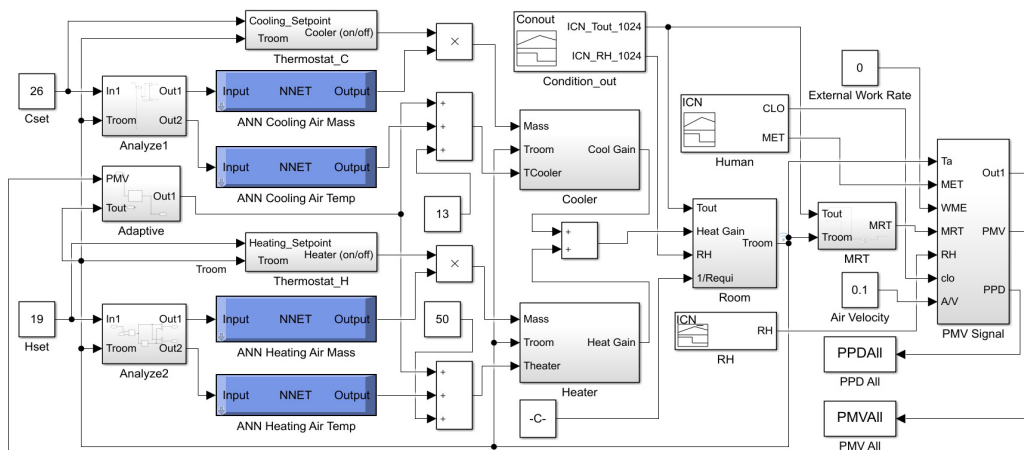 Cooling_Setpoint
Troom
Cooler (on/off)
Thermostat_C
26
Cset
In1
Troom
Out1
Out2
Analyze1
Input
NNET
Output
ANN Cooling Air Mass
Input
NNET
Output
ANN Cooling Air Temp
PMV
Tout
Out1
Adaptive
×
+
+
+
13
Conout
ICN_Tout_1024
ICN_RH_1024
Condition_out
Mass
Troom
TCooler
Cool Gain
Cooler
0
External Work Rate
ICN
CLO
MET
Human
Heating_Setpoint
Troom
Heater (on/off)
Thermostat_H
Troom
19
Hset
In1
Troom
Out1
Out2
Analyze2
Input
NNET
Output
ANN Heating Air Mass
Input
NNET
Output
ANN Heating Air Temp
×
50
+
+
+
+
+
Mass
Troom
Theater
Heat Gain
Heater
-C-
Tout
Heat Gain
RH
1/Requi
Troom
Room
Tout
Troom
MRT
MRT
0.1
Air Velocity
ICN
RH
RH
Ta
MET
WME
MRT
RH
clo
A/V
Out1
PMV
PPD
PMV Signal
PPDAll
PPD All
PMVAll
PMV All